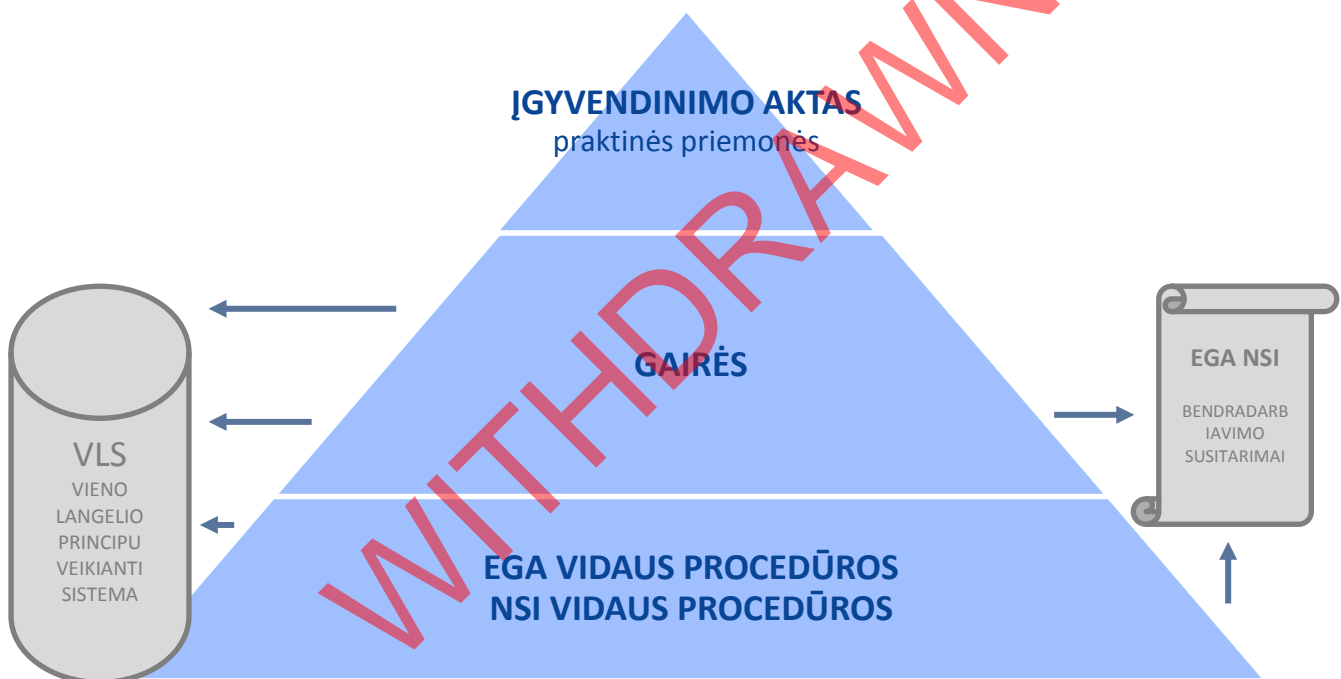 ĮGYVENDINIMO AKTAS
praktinės priemonės
GAIRĖS
EGA VIDAUS PROCEDŪROS
NSI VIDAUS PROCEDŪROS
VLS
VIENO
LANGELIO
PRINCIPU
VEIKIANTI
SISTEMA
EGA NSI
BENDRADARB
IAVIMO
SUSITARIMAI
WITHDRAWN